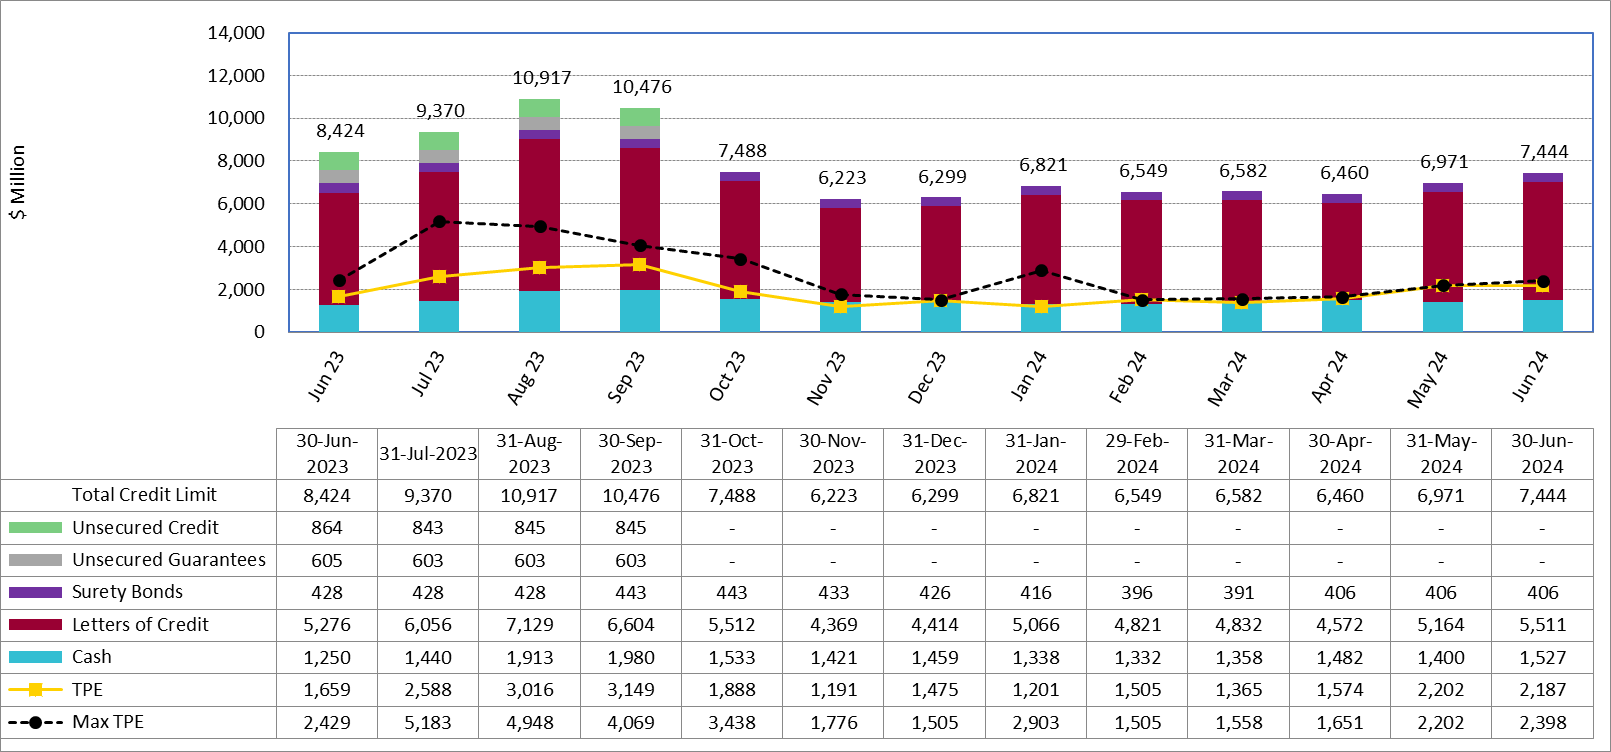 $ Million
14,000
12,000
10,000
8,000
6,000
4,000
2,000
0
8,424
9,370
10,917
10,476
7,488
6,223
6,299
6,821
6,549
6,582
6,460
6,971
7,444
Jun 23
Jul 23
Aug 23
Sep 23
Oct 23
Nov 23
Dec 23
Jan 24
Feb 24
Mar 24
Apr 24
May 24
Jun 24
30-Jun-2023 31-Jul-2023 31-Aug-2023 30-Sep-2023 31-Oct-2023 30-Nov-2023 31-Dec-2023 31-Jan-2024 29-Feb-2024 31-Mar-2024 30-Apr-2024 31-May-2024 30-Jun-2024
Total Credit Limit 8,424 9,370 10,917 10,476 7,488 6,223 6,299 6,821 6,549 6,582 6,460 6,971 7,444
Unsecured Credit 864 843 845 845 - - - - - - - - -
Unsecured Guarantees 605 603 603 603 - - - - - - - - -
Surety Bonds 428 428 428 443 443 433 426 416 396 391 406 406 406
Letters of Credit 5,276 6,056 7,129 6,604 5,512 4,369 4,414 5,066 4,821 4,832 4,572 5,164 5,511
Cash 1,250 1,440 1,913 1,980 1,533 1,421 1,459 1,338 1,332 1,358 1,482 1,400 1,527
TPE 1,659 2,588 3,016 3,149 1,888 1,191 1,475 1,201 1,505 1,365 1,574 2,202 2,187
Max TPE 2,429 5,183 4,948 4,069 3,438 1,776 1,505 2,903 1,505 1,558 1,651 2,202 2,398